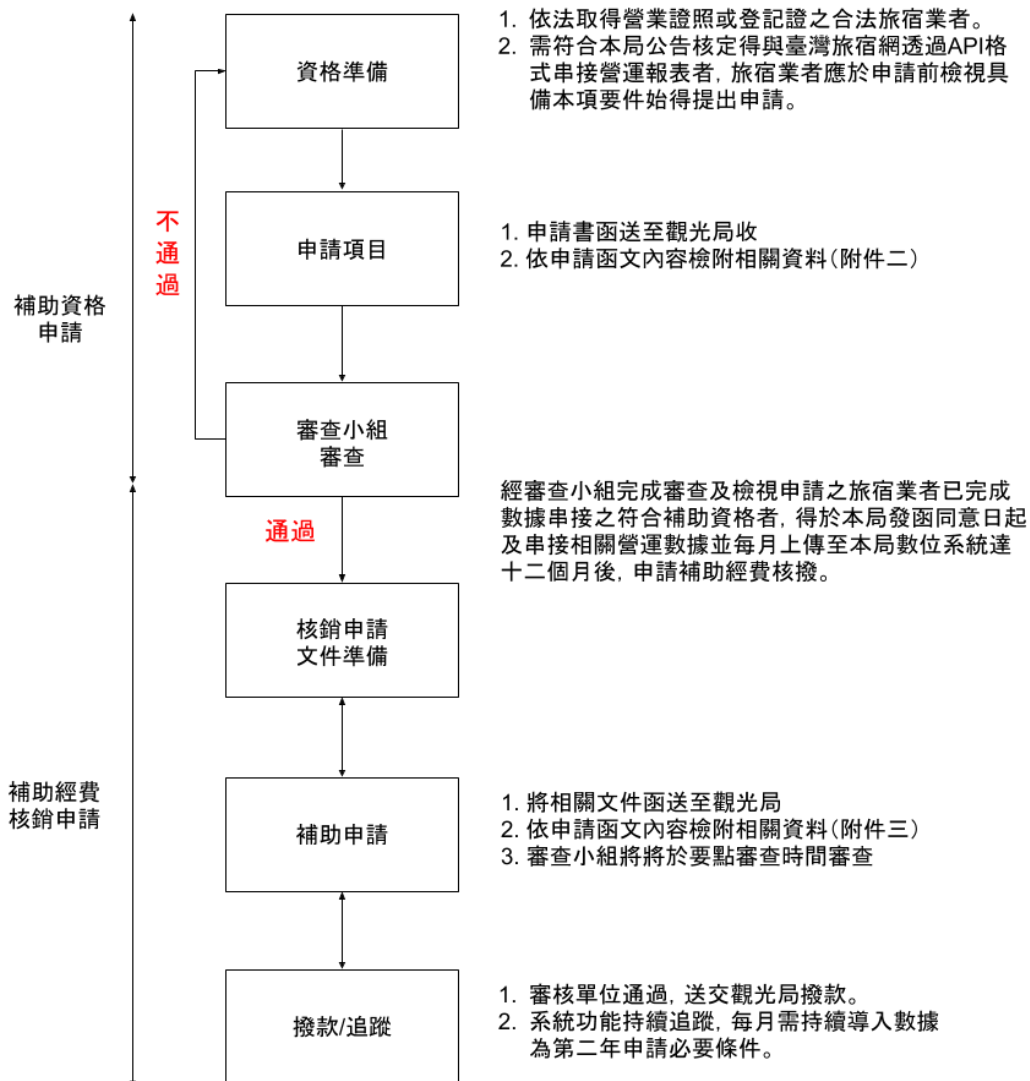 資格準備
1. 依法取得營業證照或登記證之合法旅宿業者。
2. 需符合本局公告核定得與臺灣旅宿網透過API格
式串接營運報表者, 旅宿業者應於申請前檢視具
備本項要件始得提出申請。
不
通
過
申請項目
1. 申請書函送至觀光局收
2. 依申請函文內容檢附相關資料(附件二)
補助資格
申請
審查小組
審查
通過
經審查小組完成審查及檢視申請之旅宿業者已完成
數據串接之符合補助資格者, 得於本局發函同意日起
及串接相關營運數據並每月上傳至本局數位系統達
十二個月後, 申請補助經費核撥。
核銷申請
文件準備
補助經費
核銷申請
補助申請
1. 將相關文件函送至觀光局
2. 依申請函文內容檢附相關資料(附件三)
3. 審查小組將將於要點審查時間審查
撥款/追蹤
1. 審核單位通過, 送交觀光局撥款。
2. 系統功能持續追蹤, 每月需持續導入數據
為第二年申請必要條件。